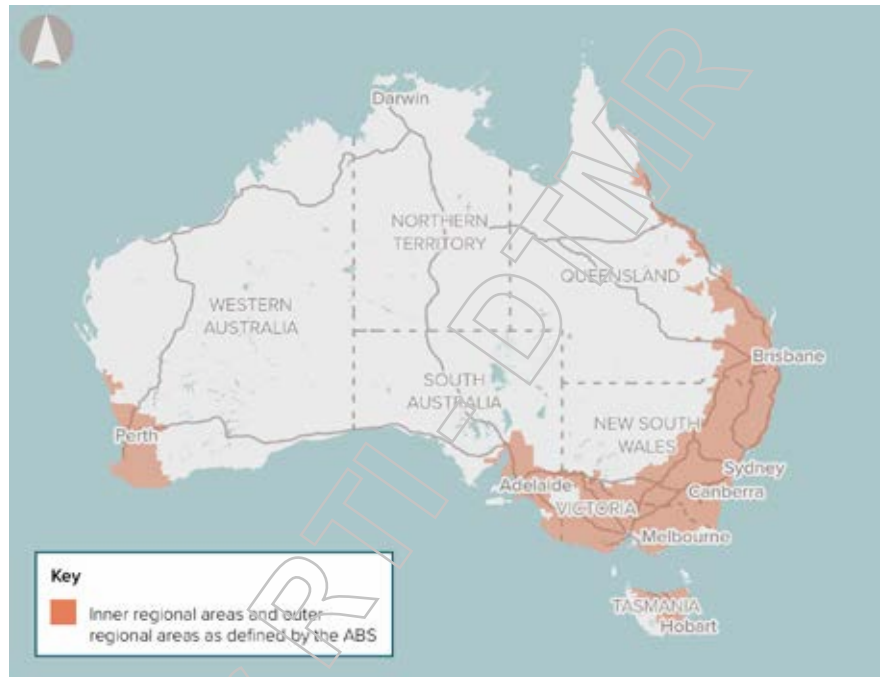 Darwin
NORTHERN
TERRITORY
QUEENSLAND
WESTERN
AUSTRALIA
Brisbane
SOUTH
AUSTRALIA
NEW SOUTH
WALES
Perth
Sydney
Adelaide
Canberra
VICTORIA
Melbourne
TASMANIA
Hobart
Key
Inner regional areas and outer
regional areas as defined by the ABS
RTI - DTMR